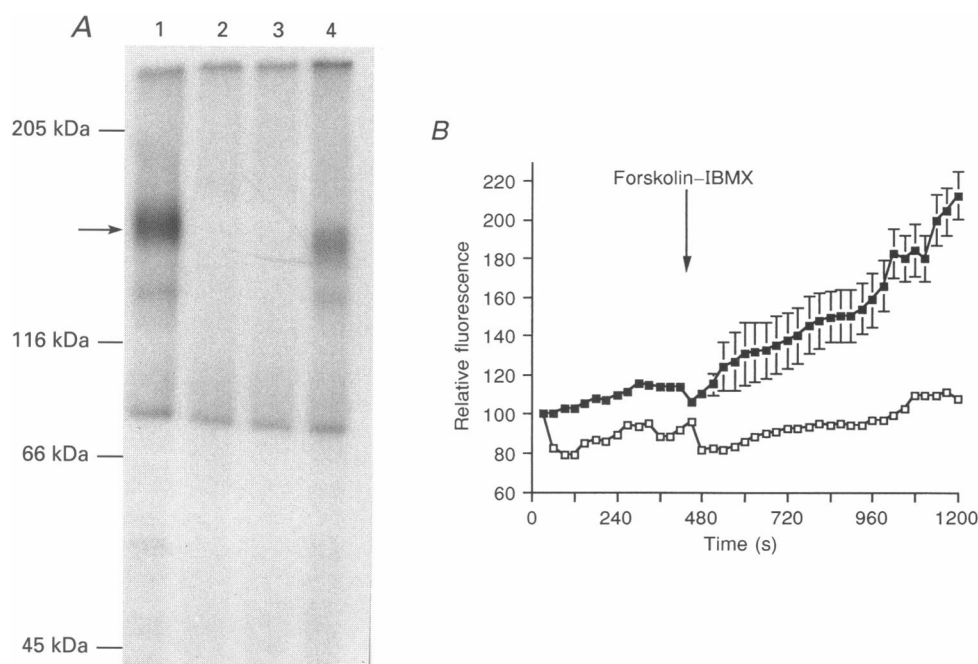 A
1 2 3 4
205 kDa
116 kDa
66 kDa
45 kDa
B
Forskolin–IBMX
Relative fluorescence
220
200
180
160
140
120
100
80
60
0 240 480 720 960 1200
Time (s)